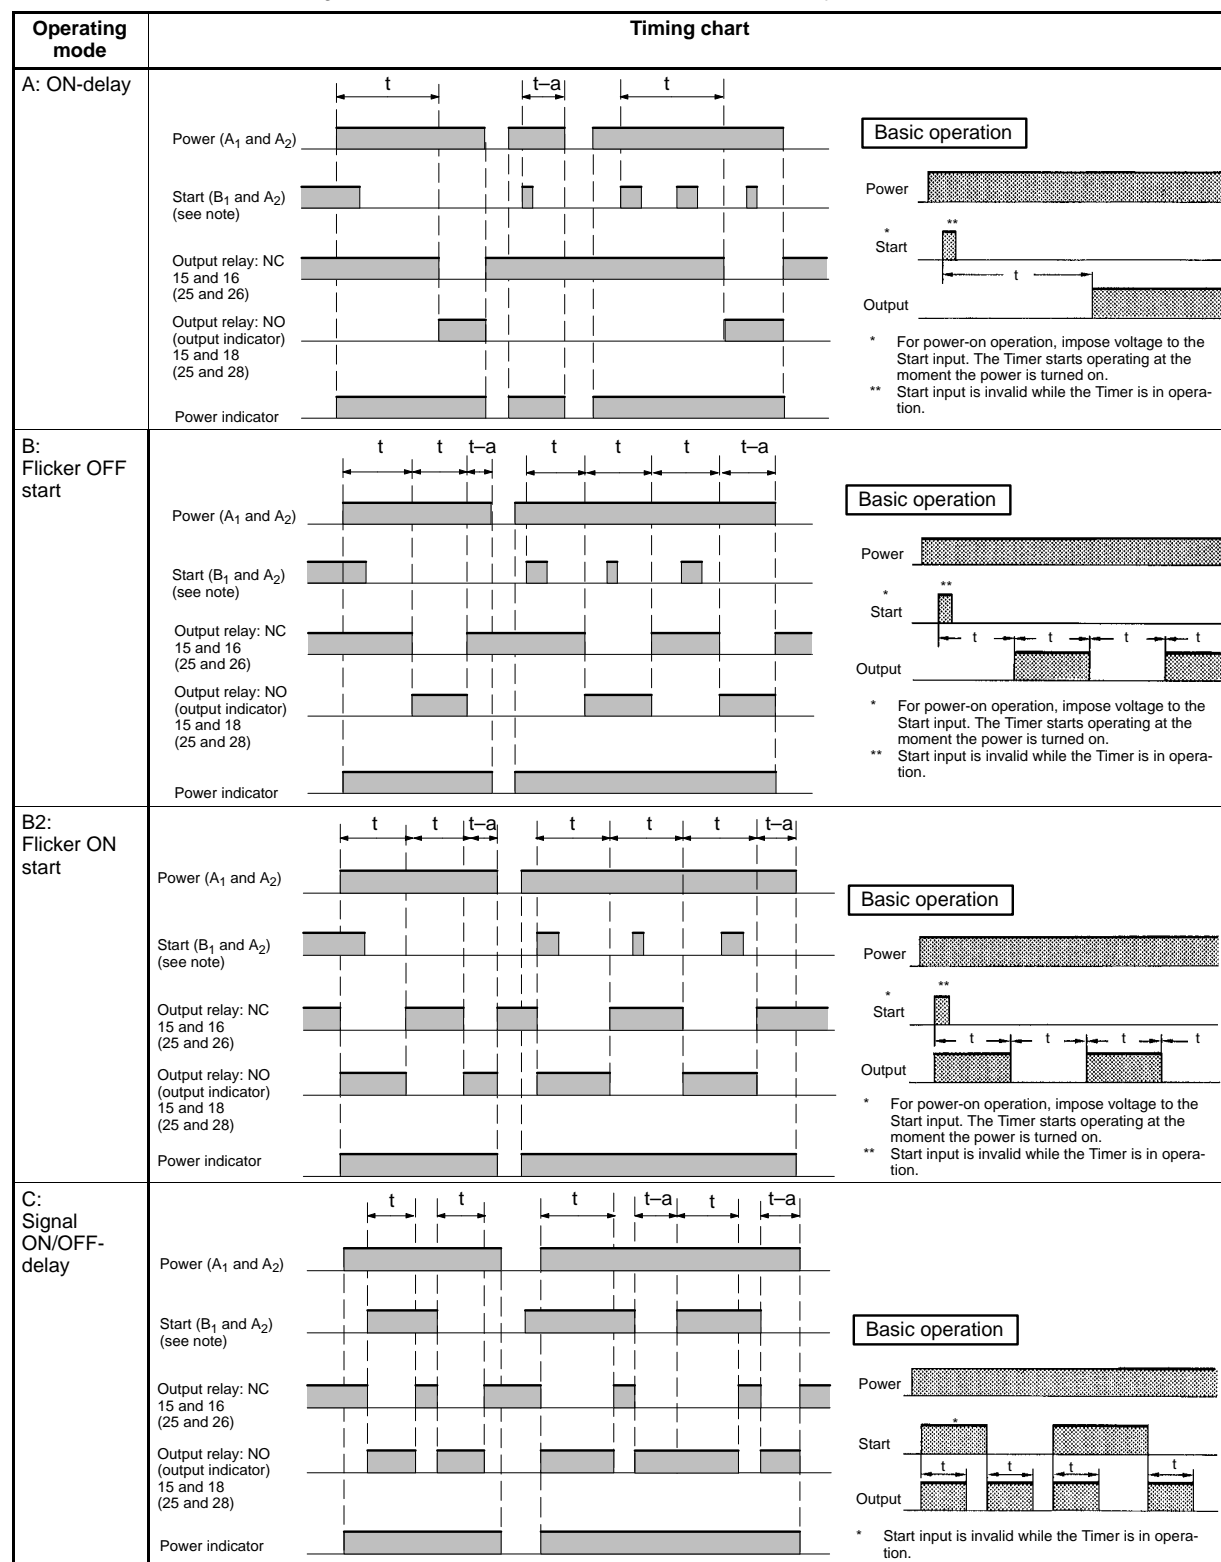 Operating
mode
Timing chart
A: ON-delay
t
t–a
t
Power (A1 and A2)
Start (B1 and A2)
(see note)
Output relay: NC
15 and 16
(25 and 26)
Output relay: NO
(output indicator)
15 and 18
(25 and 28)
Power indicator
Basic operation
Power
*
**
Start
t
Output
* For power-on operation, impose voltage to the
Start input. The Timer starts operating at the
moment the power is turned on.
** Start input is invalid while the Timer is in opera-
tion.
B:
Flicker OFF
start
t t t–a t t t t–a
Power (A1 and A2)
Start (B1 and A2)
(see note)
Output relay: NC
15 and 16
(25 and 26)
Output relay: NO
(output indicator)
15 and 18
(25 and 28)
Power indicator
Basic operation
Power
*
**
Start
t t t t
Output
* For power-on operation, impose voltage to the
Start input. The Timer starts operating at the
moment the power is turned on.
** Start input is invalid while the Timer is in opera-
tion.
B2:
Flicker ON
start
t t t–a t t t t–a
Power (A1 and A2)
Start (B1 and A2)
(see note)
Output relay: NC
15 and 16
(25 and 26)
Output relay: NO
(output indicator)
15 and 18
(25 and 28)
Power indicator
Basic operation
Power
*
**
Start
t t t t
Output
* For power-on operation, impose voltage to the
Start input. The Timer starts operating at the
moment the power is turned on.
** Start input is invalid while the Timer is in opera-
tion.
C:
Signal
ON/OFF-
delay
t t t t–a t t–a
Power (A1 and A2)
Start (B1 and A2)
(see note)
Output relay: NC
15 and 16
(25 and 26)
Output relay: NO
(output indicator)
15 and 18
(25 and 28)
Power indicator
Basic operation
Power
*
Start
t t t t
Output
* Start input is invalid while the Timer is in opera-
tion.